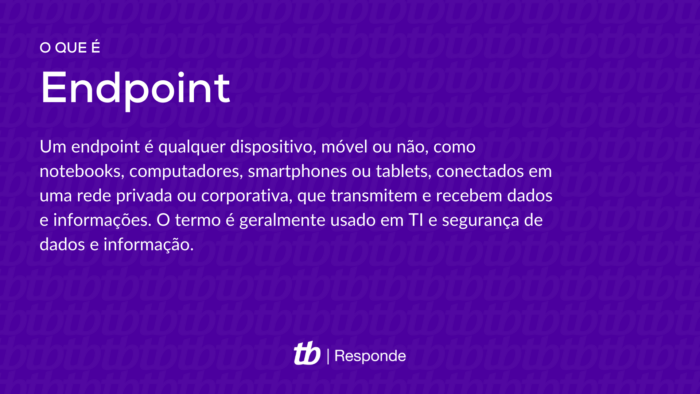 O QUE É
Endpoint
Um endpoint é qualquer dispositivo, móvel ou não, como
notebooks, computadores, smartphones ou tablets, conectados em
uma rede privada ou corporativa, que transmitem e recebem dados
e informações. O termo é geralmente usado em TI e segurança de
dados e informação.
tb | Responde